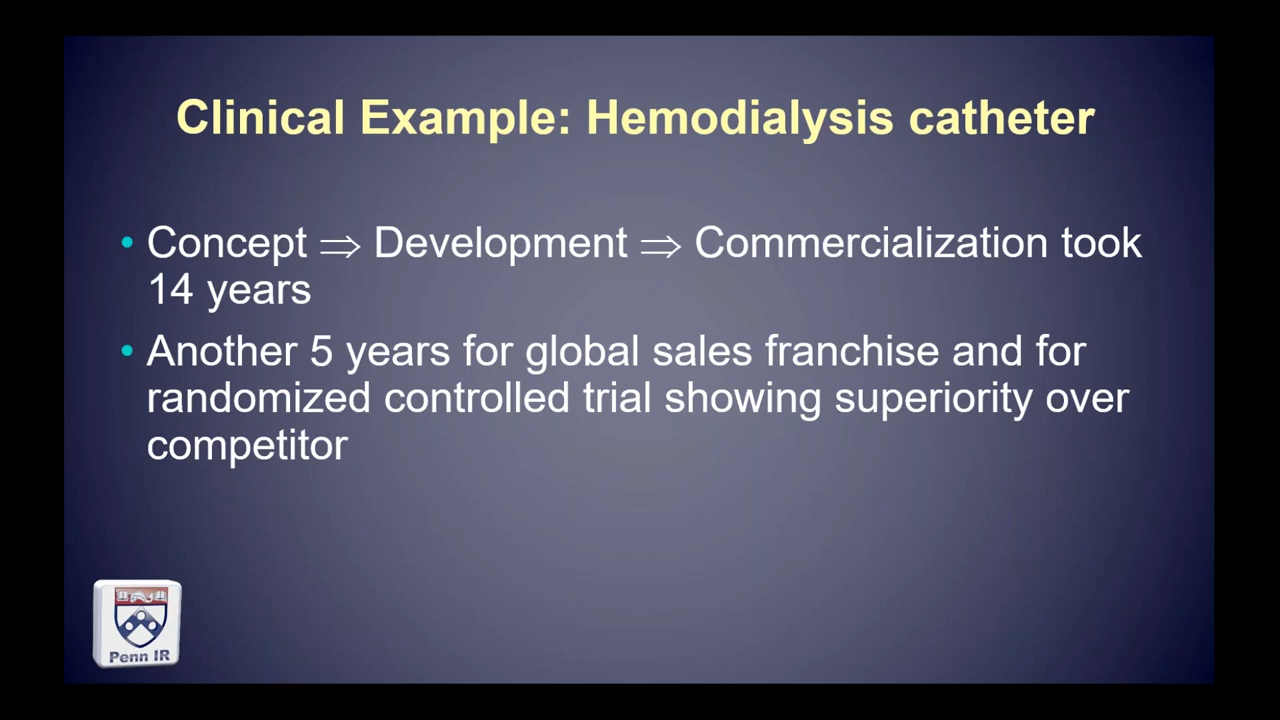 Clinical Example: Hemodialysis catheter
• Concept ⇒ Development ⇒ Commercialization took
14 years
• Another 5 years for global sales franchise and for
randomized controlled trial showing superiority over
competitor
Penn IR